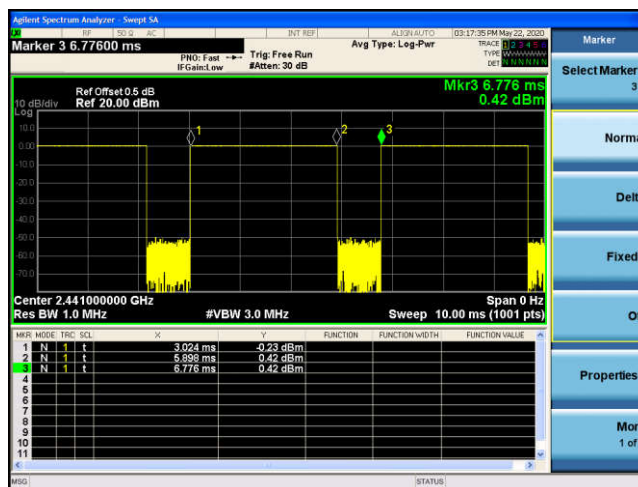 Agilent Spectrum Analyzer - Swept SA
RF 50 Ω AC INT REF ALIGN AUTO 03:17:35 PM May 22, 2020
Marker 3 6.77600 ms
PNO: Fast
IFGain:Low
Trig: Free Run
#Atten: 30 dB
Avg Type: Log-Pwr
TRACE 1 2 3 4 5 6
TYPE
DET N N N N N N
Ref Offset 0.5 dB
Ref 20.00 dBm
10 dB/div
Log
Mkr3 6.776 ms
0.42 dBm
10.0
0.00
-10.0
-20.0
-30.0
-40.0
-50.0
-60.0
-70.0
1
2
3
Center 2.441000000 GHz
Span 0 Hz
Res BW 1.0 MHz
#VBW 3.0 MHz
Sweep 10.00 ms (1001 pts)
MKR MODE TRC SCL X Y FUNCTION FUNCTION WIDTH FUNCTION VALUE
1 N 1 t 3.024 ms -0.23 dBm
2 N 1 t 5.898 ms 0.42 dBm
3 N 1 t 6.776 ms 0.42 dBm
4
5
6
7
8
9
10
11
MSG STATUS
Marker
Select Marker
3
Norma
Delt
Fixed
O
Properties
Mor
1 of